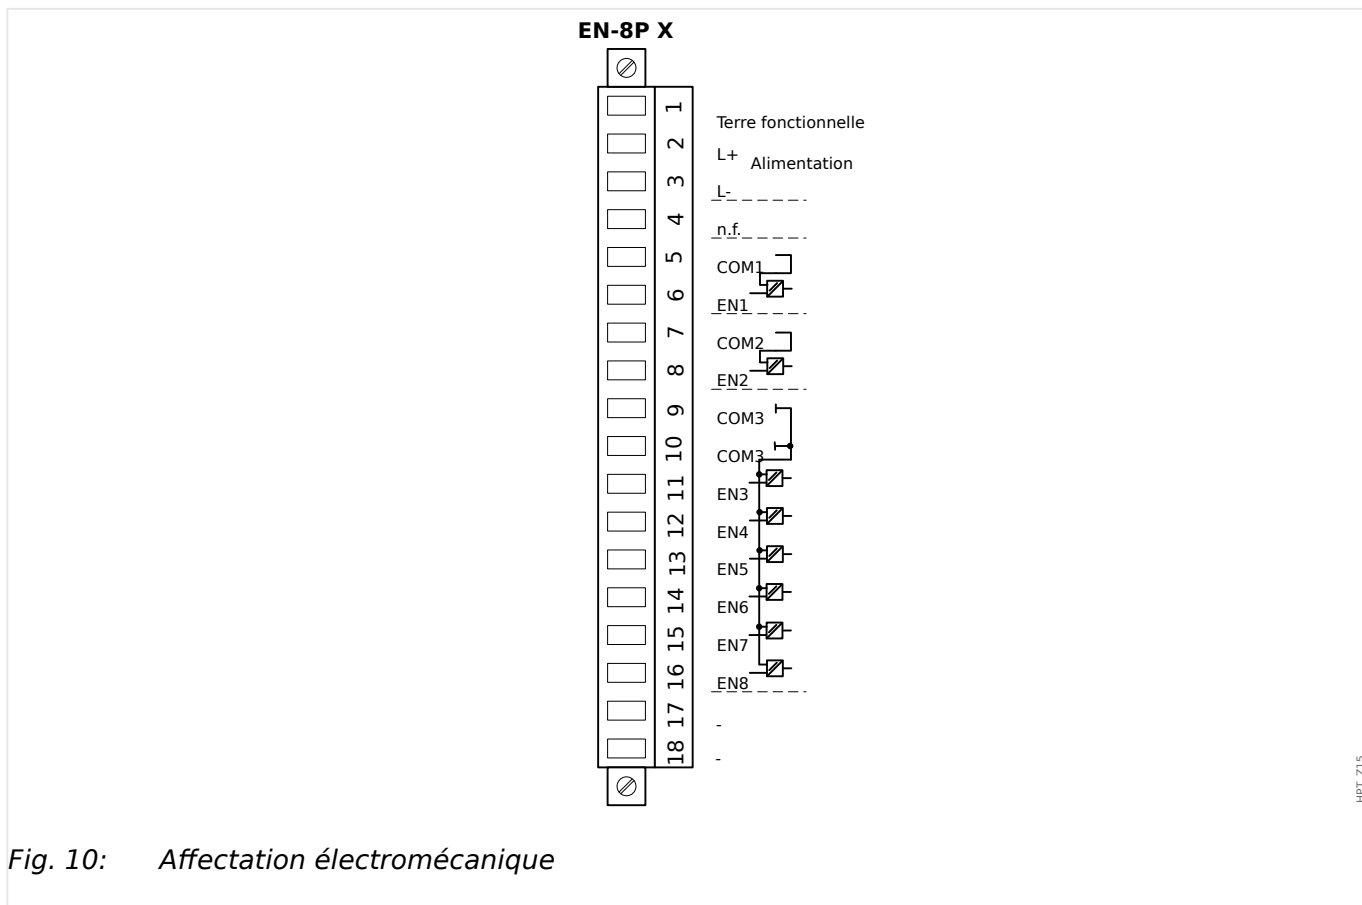 EN-8P X
1
Terre fonctionnelle
2
L+ Alimentation
3
L-
4
n.f.
5
COM1
6
EN1
7
COM2
8
EN2
9
COM3
10
COM3
11
EN3
12
EN4
13
EN5
14
EN6
15
EN7
16
EN8
17
-
18
-
HPT_Z15
Fig. 10: Affectation électromécanique